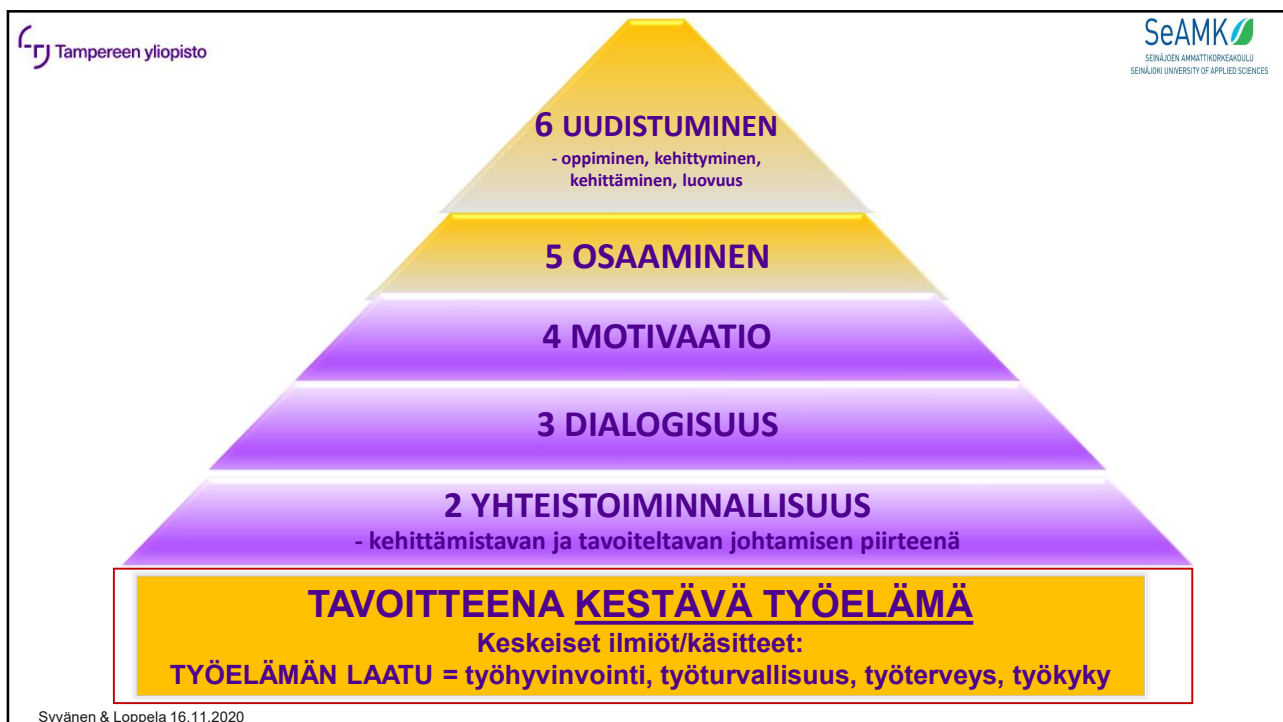 Tampereen yliopisto
SeAMK
SEINÄJOEN AMMATTIKORKEAKOULU
SEINÄJOKI UNIVERSITY OF APPLIED SCIENCES
6 UUDISTUMINEN
- oppiminen, kehittyminen,
kehittäminen, luovuus
5 OSAAMINEN
4 MOTIVAATIO
3 DIALOGISUUS
2 YHTEISTOIMINNALLISUUS
- kehittämistavan ja tavoiteltavan johtamisen piirteenä
TAVOITTEENA KESTÄVÄ TYÖELÄMÄ
Keskeiset ilmiöt/käsitteet:
TYÖELÄMÄN LAATU = työhyvinvointi, työturvallisuus, työterveys, työkyky
Syvänen & Loppela 16.11.2020